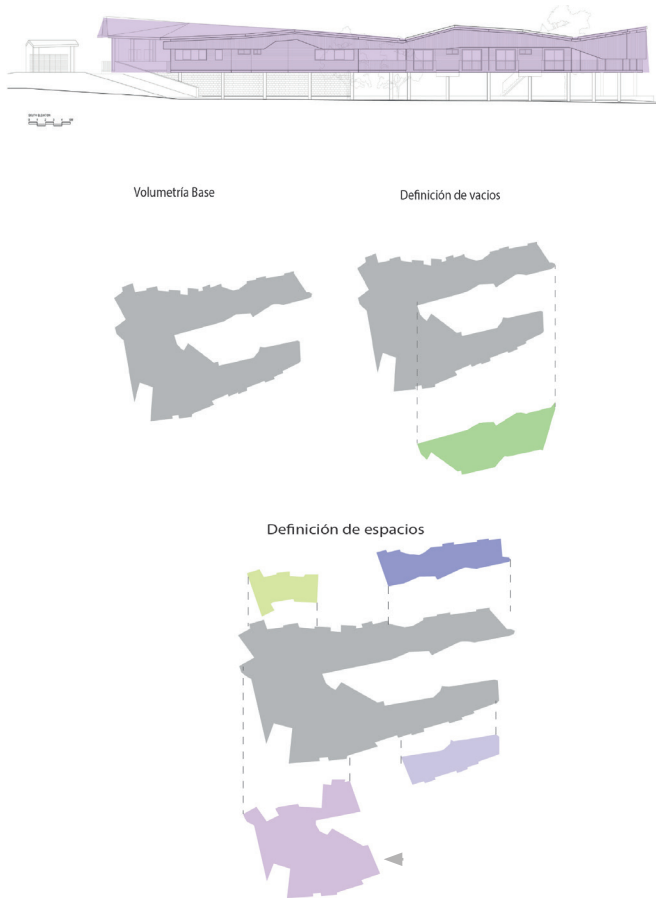 Volumetría Base
Definición de vacios
Definición de espacios